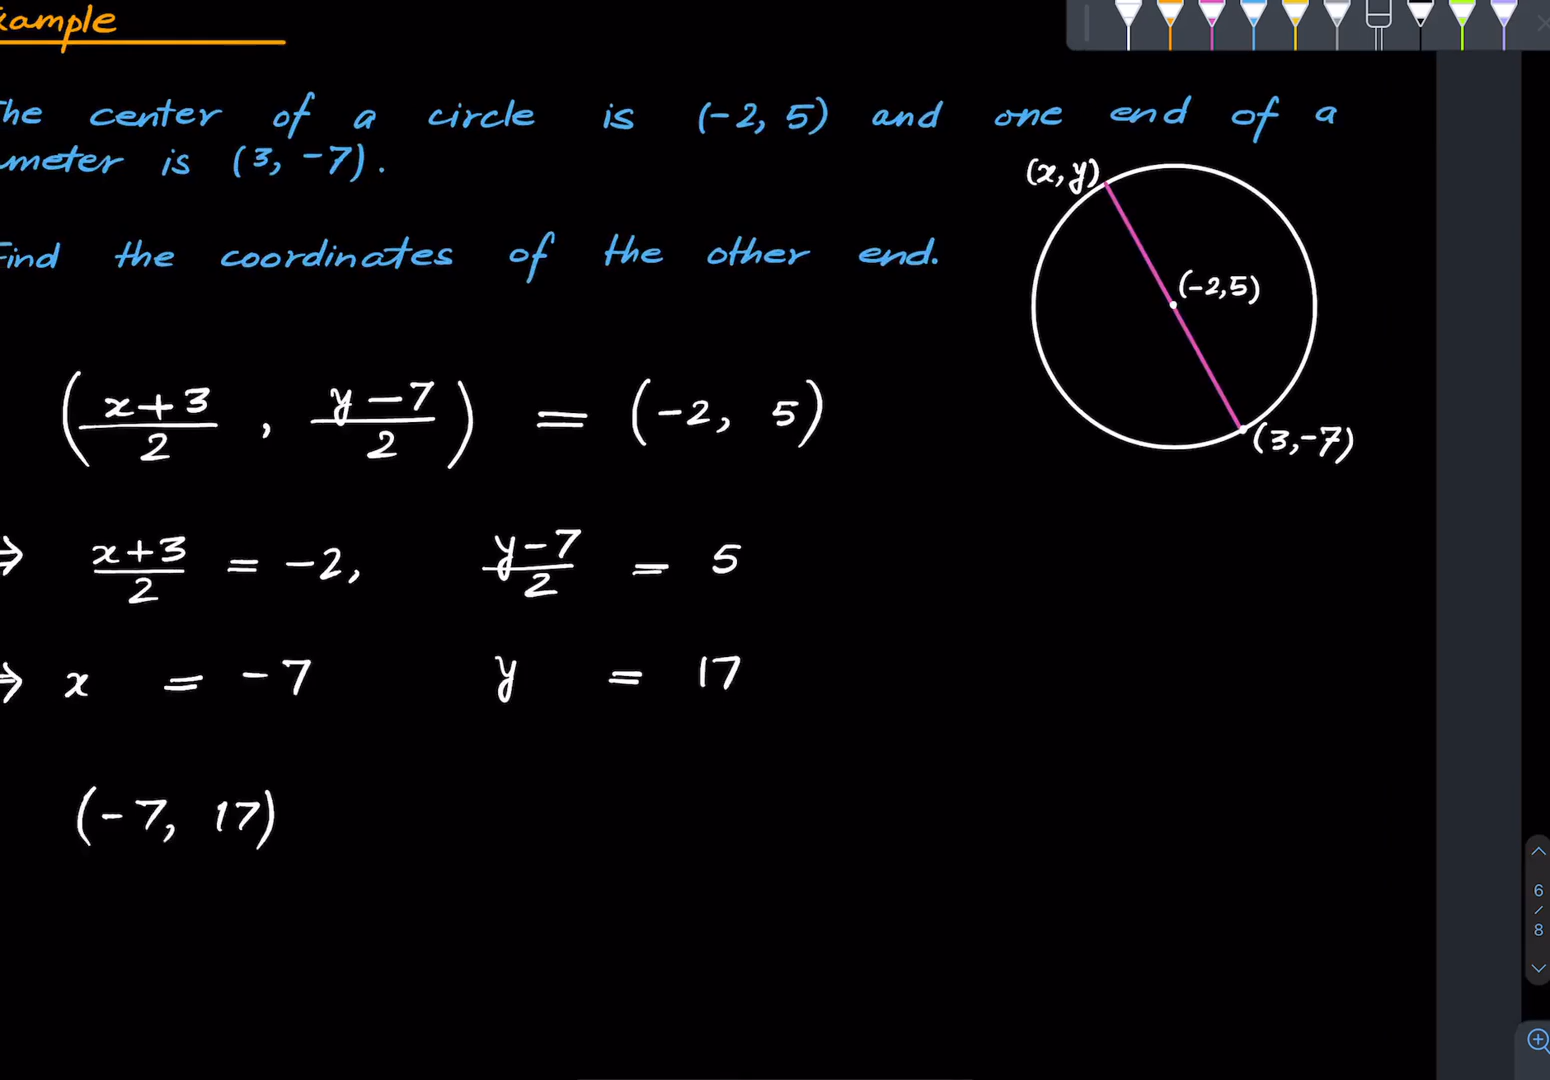 xample
The center of a circle is (-2, 5) and one end of a
meter is (3, -7).
(x, y)
Find the coordinates of the other end.
(-2,5)
(x+3/2 , y-7/2) = (-2, 5)
(3,-7)
⇒ x+3/2 = -2, y-7/2 = 5
⇒ x = -7 y = 17
(-7, 17)
6
/
8